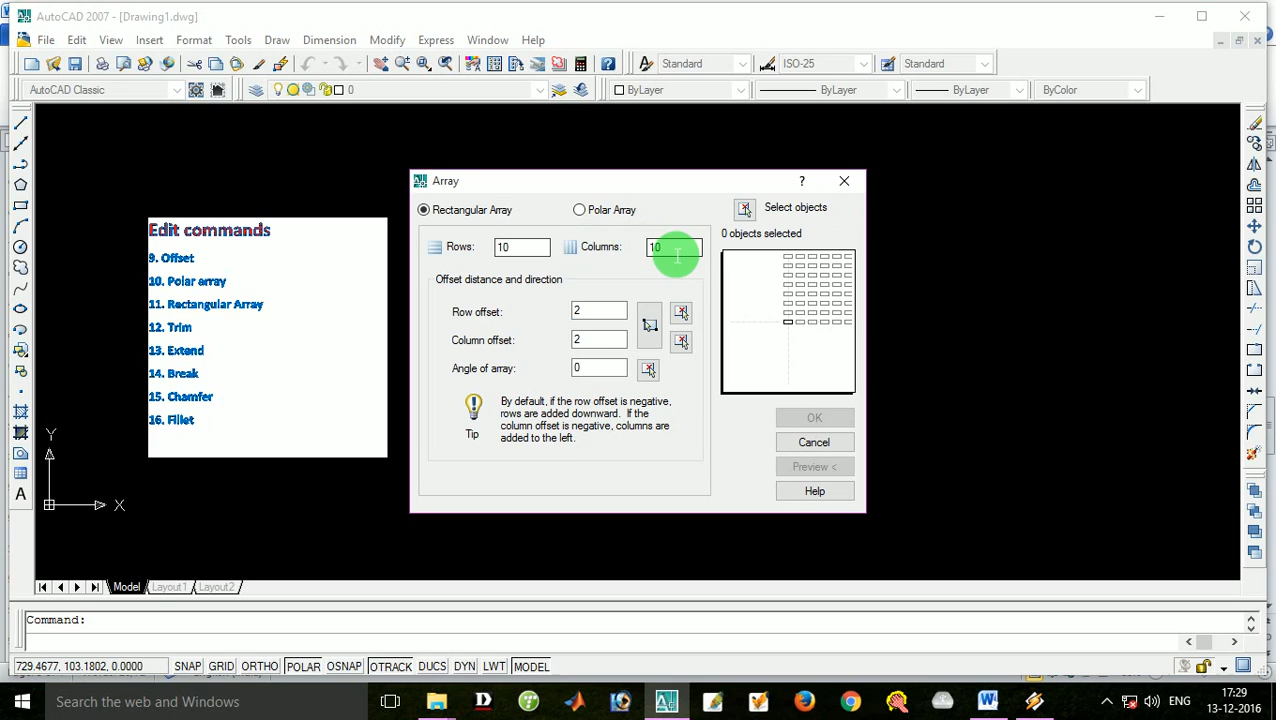 AutoCAD 2007 - [Drawing1.dwg]
File Edit View Insert Format Tools Draw Dimension Modify Express Window Help
Standard ISO-25 Standard
AutoCAD Classic 0 ByLayer ByLayer ByLayer ByColor
Array
Rectangular Array Polar Array Select objects
0 objects selected
Rows: 10 Columns: 10
Offset distance and direction
Row offset: 2
Column offset: 2
Angle of array: 0
Tip
By default, if the row offset is negative,
rows are added downward. If the
column offset is negative, columns are
added to the left.
OK
Cancel
Preview <
Help
Edit commands
9. Offset
10. Polar array
11. Rectangular Array
12. Trim
13. Extend
14. Break
15. Chamfer
16. Fillet
Y
X
Model Layout1 Layout2
Command:
729.4677, 103.1802, 0.0000 SNAP GRID ORTHO POLAR OSNAP OTRACK DUCS DYN LWT MODEL
Search the web and Windows
ENG
17:29
13-12-2016